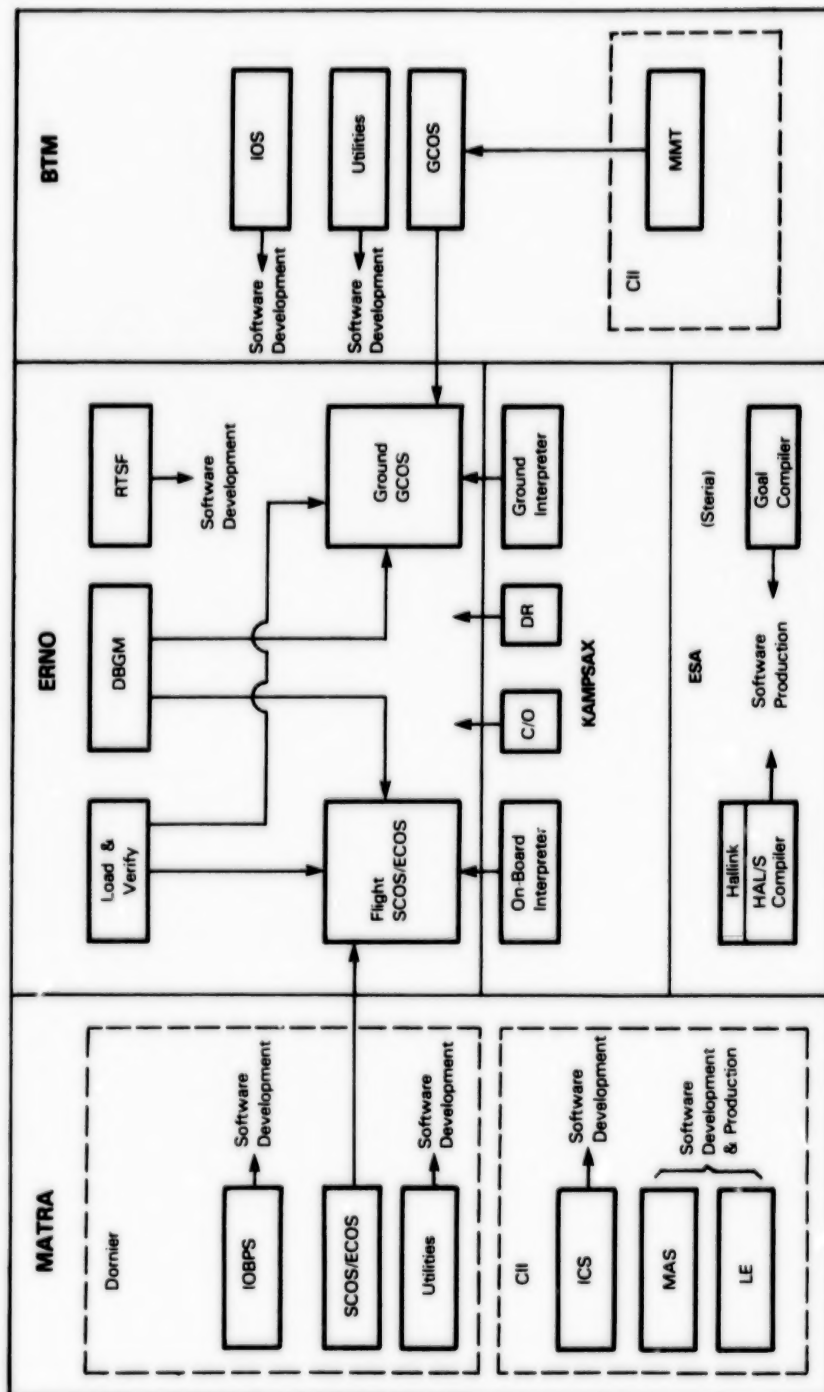 MATRA
Dornier
IOBPS
Software
Development
SCOS/ECOS
Utilities
Software
Development
CII
ICS
Software
Development
MAS
LE
Software
Development
& Production
ERNO
Load &
Verify
DBGM
RTSF
Software
Development
Flight
SCOS/ECOS
Ground
GCOS
On-Board
Interpreter
C/O
DR
Ground
Interpreter
KAMPSAX
ESA
(Steria)
Hallink
HAL/S
Compiler
Software
Production
Goal
Compiler
BTM
IOS
Software
Development
Utilities
Software
Development
GCOS
CII
MMT